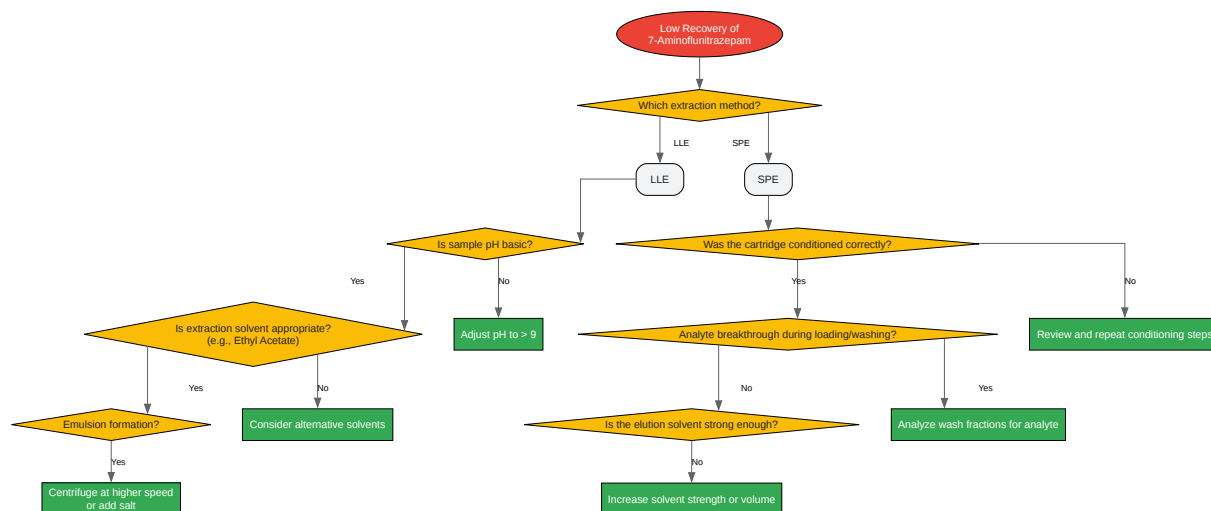 Low Recovery of
7-Aminoflunitrazepam
Which extraction method?
LLE
SPE
LLE
SPE
Is sample pH basic?
Was the cartridge conditioned correctly?
Yes
No
Yes
No
Is extraction solvent appropriate?
(e.g., Ethyl Acetate)
Adjust pH to > 9
Analyte breakthrough during loading/washing?
Review and repeat conditioning steps
Yes
No
No
Yes
Emulsion formation?
Consider alternative solvents
Is the elution solvent strong enough?
Analyze wash fractions for analyte
Yes
No
Centrifuge at higher speed
or add salt
Increase solvent strength or volume